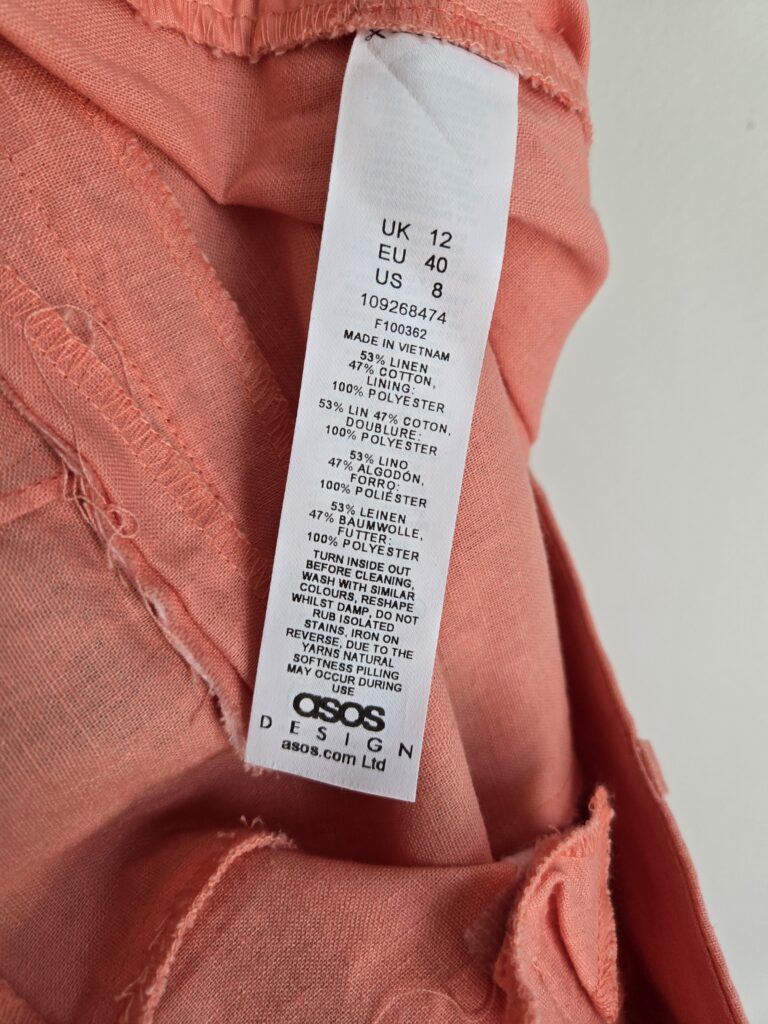 UK 12
EU 40
US 8
109268474
F100362
MADE IN VIETNAM
53% LINEN
47% COTTON,
LINING:
100% POLYESTER
53% LIN 47% COTON,
DOUBLURE:
100% POLYESTER
53% LINO
47% ALGODÓN,
FORRO:
100% POLIÉSTER
53% LEINEN
47% BAUMWOLLE,
FUTTER:
100% POLYESTER
TURN INSIDE OUT
BEFORE CLEANING,
WASH WITH SIMILAR
COLOURS, RESHAPE
WHILST DAMP, DO NOT
RUB ISOLATED
STAINS, IRON ON
REVERSE, DUE TO THE
YARNS NATURAL
SOFTNESS PILLING
MAY OCCUR DURING
USE
asos
DESIGN
asos.com Ltd